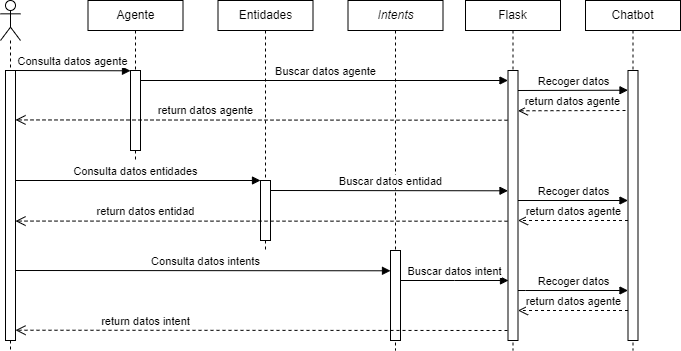 Agente
Entidades
Intents
Flask
Chatbot
Consulta datos agente
Buscar datos agente
Recoger datos
return datos agente
return datos agente
Consulta datos entidades
Buscar datos entidad
Recoger datos
return datos entidad
return datos agente
Consulta datos intents
Buscar datos intent
Recoger datos
return datos agente
return datos intent